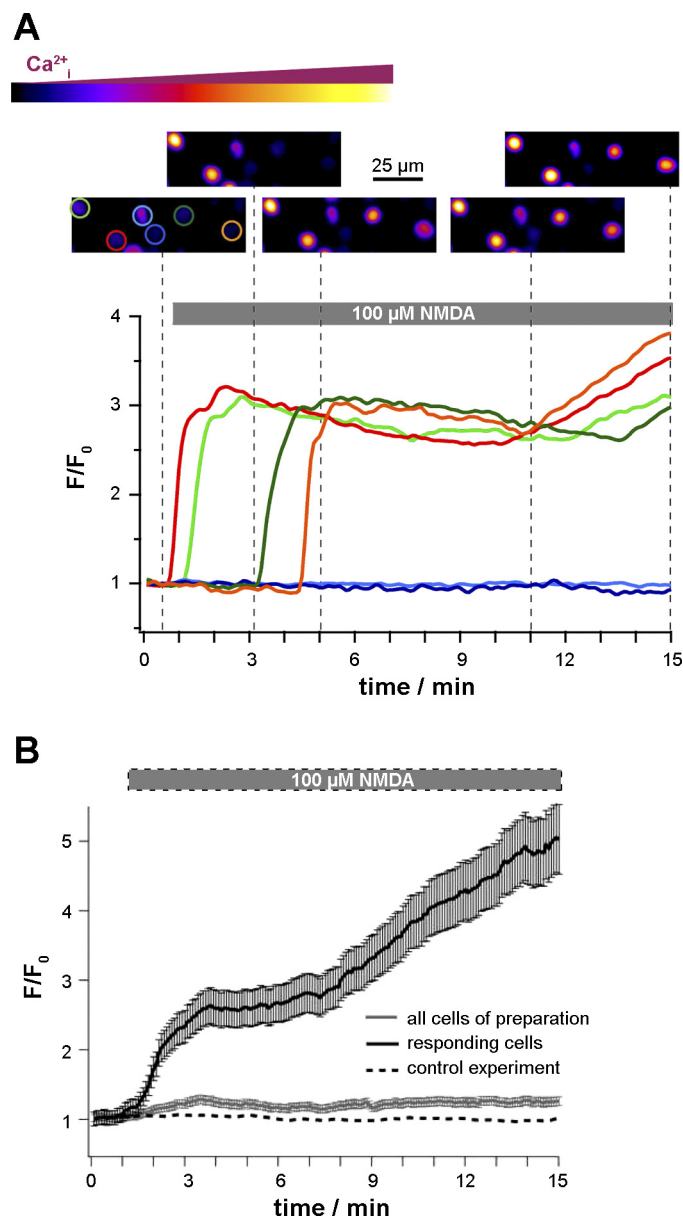 A
Ca²⁺ᵢ
25 µm
100 µM NMDA
4
3
2
1
F/F₀
0 3 6 9 12 15
time / min
B
100 µM NMDA
5
4
3
2
1
F/F₀
all cells of preparation
responding cells
control experiment
0 3 6 9 12 15
time / min